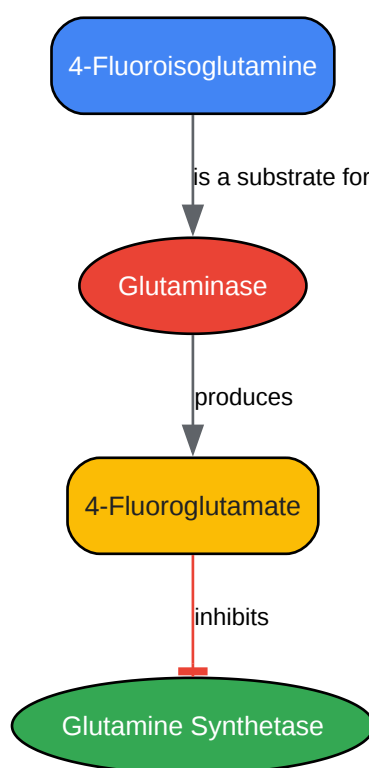 4-Fluoroisoglutamine
is a substrate for
Glutaminase
produces
4-Fluoroglutamate
inhibits
Glutamine Synthetase